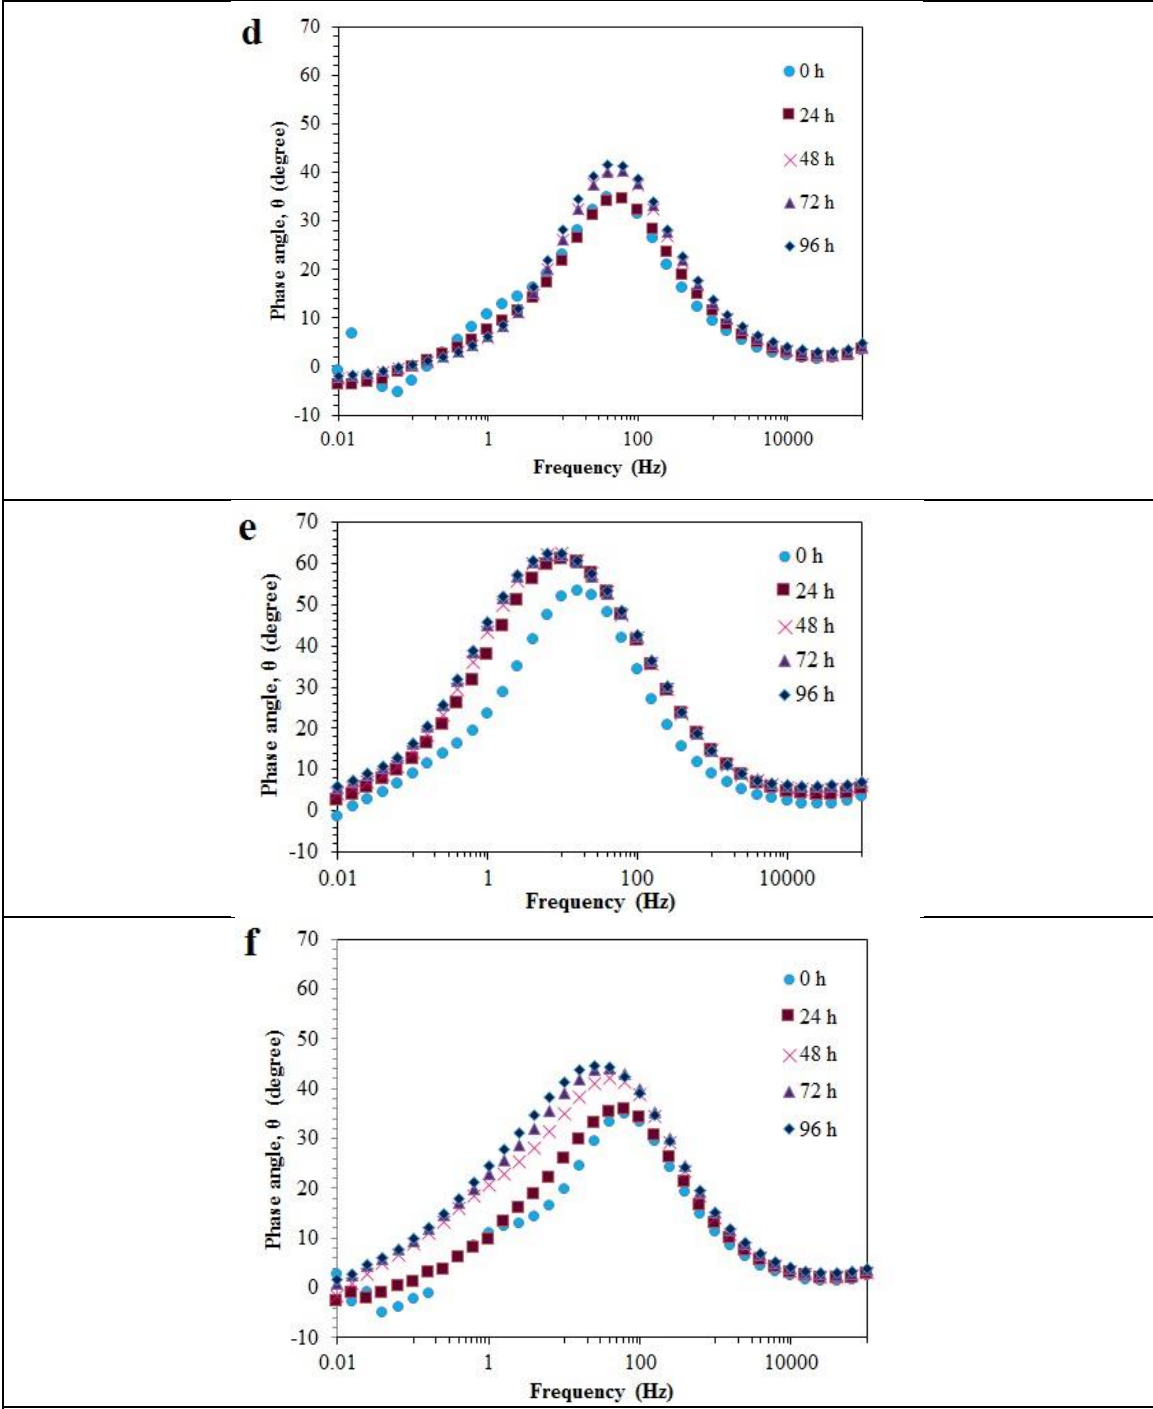 d
70
60
50
40
30
20
10
0
-10
Phase angle, θ (degree)
0 h
24 h
48 h
72 h
96 h
0.01 1 100 10000
Frequency (Hz)
e
70
60
50
40
30
20
10
0
-10
Phase angle, θ (degree)
0 h
24 h
48 h
72 h
96 h
0.01 1 100 10000
Frequency (Hz)
f
70
60
50
40
30
20
10
0
-10
Phase angle, θ (degree)
0 h
24 h
48 h
72 h
96 h
0.01 1 100 10000
Frequency (Hz)